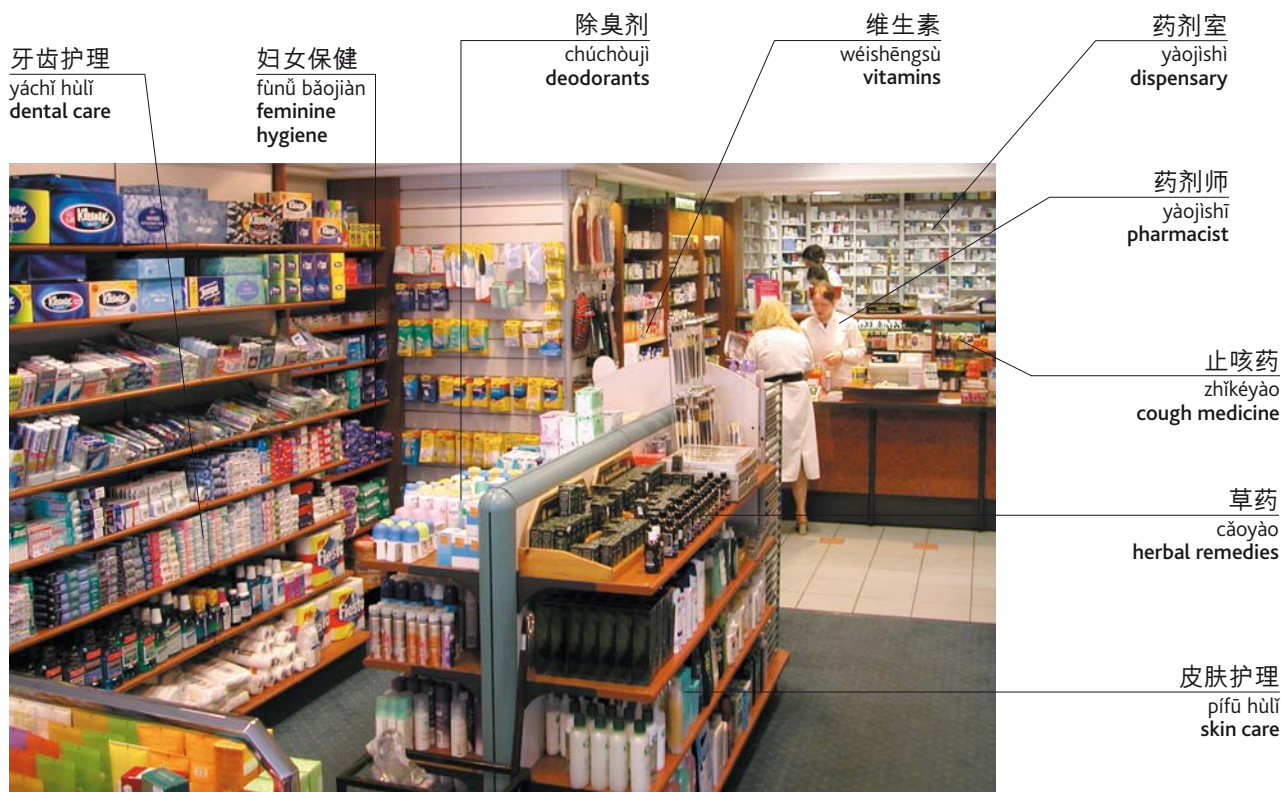 牙齿护理
yáchǐ hùlǐ
dental care
妇女保健
fùnǚ bǎojiàn
feminine
hygiene
除臭剂
chúchòujì
deodorants
维生素
wéishēngsù
vitamins
药剂室
yàojìshì
dispensary
药剂师
yàojìshī
pharmacist
止咳药
zhǐkéyào
cough medicine
草药
cǎoyào
herbal remedies
皮肤护理
pífū hùlǐ
skin care
Kleenex
Kleenex
Kleenex
Kleenex
Tempo
Fiesta